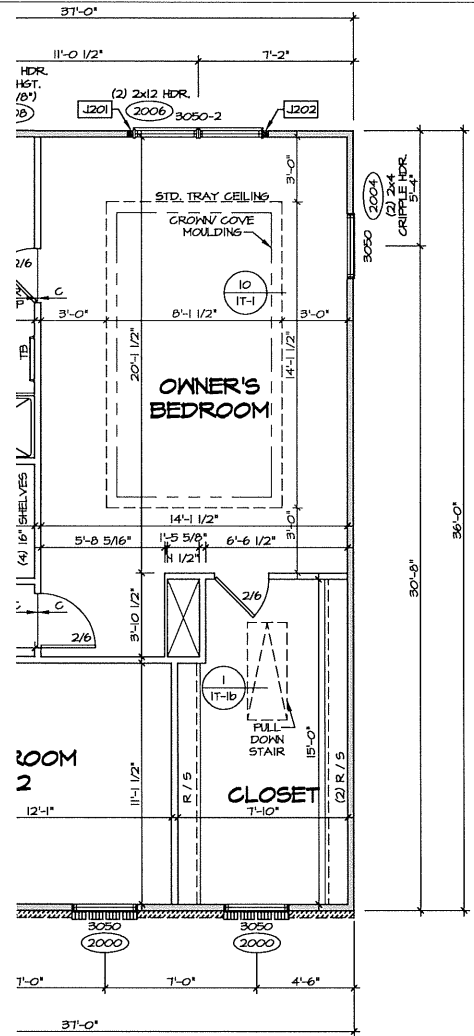 37'-0"
11'-0 1/2"
7'-2"
HDR.
HGT.
/8")
(2) 2x12 HDR.
J201
2006
3050-2
J202
3'-0"
2004
(2) 2x4
CRIPPLE HDR.
5'-4"
3050
STD. TRAY CEILING
CROWN/COVE
MOULDING
2/6
C
10
1T-1
3'-0"
8'-1 1/2"
3'-0"
TB
20'-1 1/2"
14'-1 1/2"
OWNER'S
BEDROOM
(4) 16" SHELVES
14'-1 1/2"
5'-8 5/16"
1'-5 5/8"
6'-6 1/2"
3'-0"
30'-8"
36'-0"
C
2/6
3'-10 1/2"
2/6
1
1T-1b
PULL
DOWN
STAIR
15'-0"
ROOM
2
11'-1 1/2"
R / S
CLOSET
(2) R / S
12'-1"
7'-10"
3050
2000
3050
2000
7'-0"
7'-0"
4'-6"
37'-0"